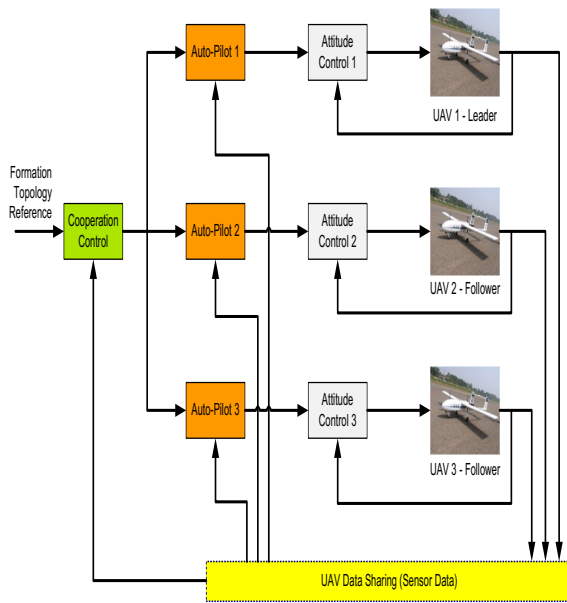 Auto-Pilot 1
Attitude
Control 1
UAV 1 - Leader
Formation
Topology
Reference
Cooperation
Control
Auto-Pilot 2
Attitude
Control 2
UAV 2 - Follower
Auto-Pilot 3
Attitude
Control 3
UAV 3 - Follower
UAV Data Sharing (Sensor Data)